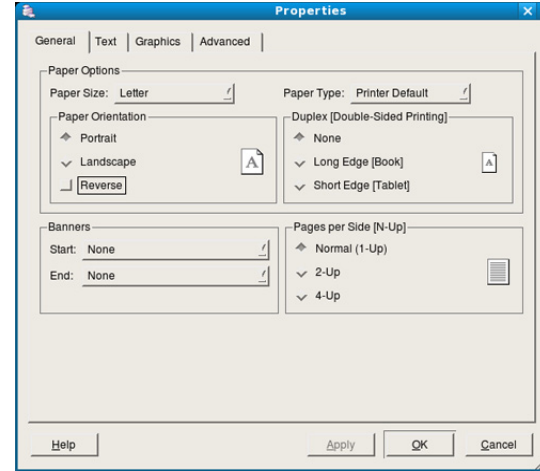 Properties
General Text Graphics Advanced
Paper Options
Paper Size: Letter Paper Type: Printer Default
Paper Orientation
Portrait
Landscape
Reverse
A
Duplex [Double-Sided Printing]
None
Long Edge [Book]
Short Edge [Tablet]
A
Banners
Start: None
End: None
Pages per Side [N-Up]
Normal (1-Up)
2-Up
4-Up
Help Apply OK Cancel